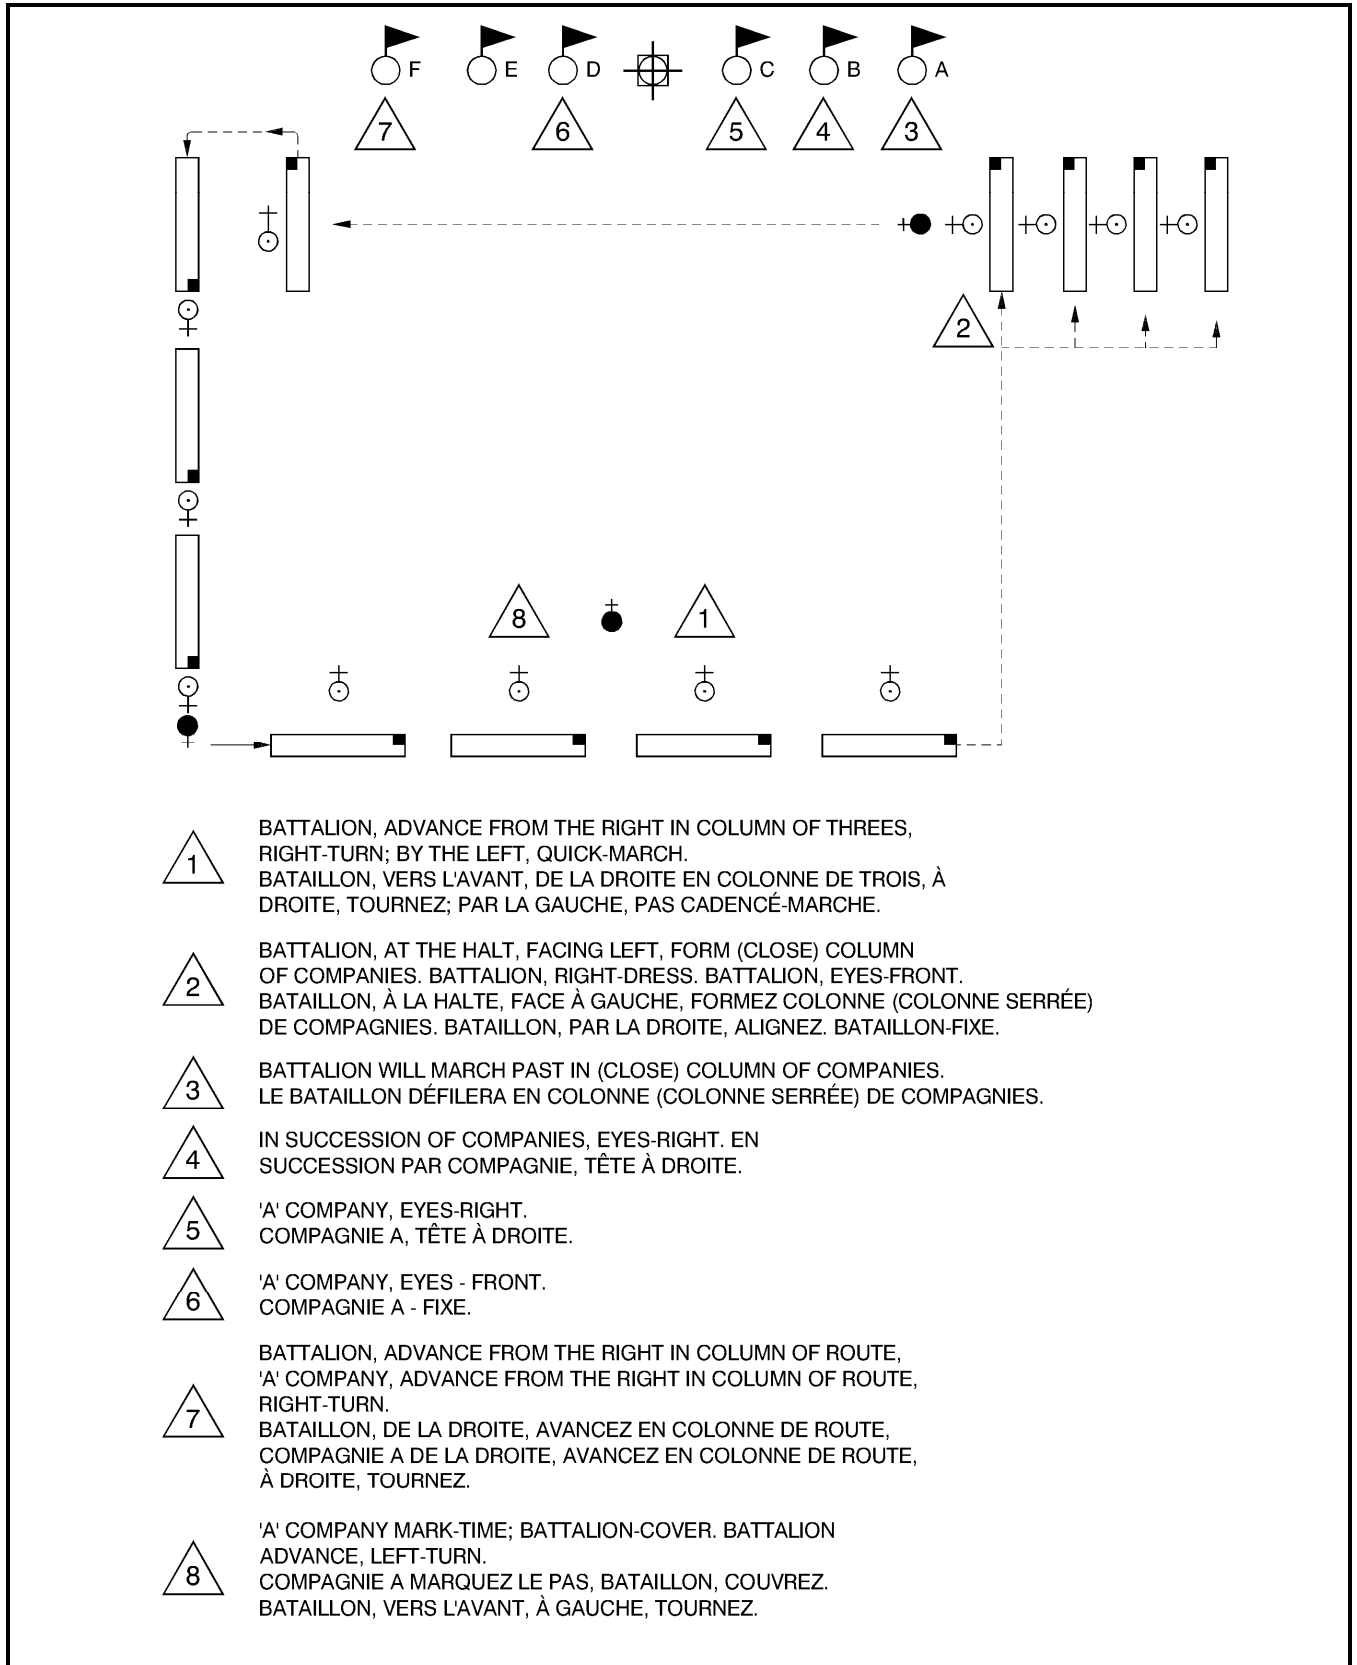 F E D C B A
7 6 5 4 3
2
8 1
1
BATTALION, ADVANCE FROM THE RIGHT IN COLUMN OF THREES,
RIGHT-TURN; BY THE LEFT, QUICK-MARCH.
BATAILLON, VERS L'AVANT, DE LA DROITE EN COLONNE DE TROIS, À
DROITE, TOURNEZ; PAR LA GAUCHE, PAS CADENCÉ-MARCHE.
2
BATTALION, AT THE HALT, FACING LEFT, FORM (CLOSE) COLUMN
OF COMPANIES. BATTALION, RIGHT-DRESS. BATTALION, EYES-FRONT.
BATAILLON, À LA HALTE, FACE À GAUCHE, FORMEZ COLONNE (COLONNE SERRÉE)
DE COMPAGNIES. BATAILLON, PAR LA DROITE, ALIGNEZ. BATAILLON-FIXE.
3
BATTALION WILL MARCH PAST IN (CLOSE) COLUMN OF COMPANIES.
LE BATAILLON DÉFILERA EN COLONNE (COLONNE SERRÉE) DE COMPAGNIES.
4
IN SUCCESSION OF COMPANIES, EYES-RIGHT. EN
SUCCESSION PAR COMPAGNIE, TÊTE À DROITE.
5
'A' COMPANY, EYES-RIGHT.
COMPAGNIE A, TÊTE À DROITE.
6
'A' COMPANY, EYES - FRONT.
COMPAGNIE A - FIXE.
7
BATTALION, ADVANCE FROM THE RIGHT IN COLUMN OF ROUTE,
'A' COMPANY, ADVANCE FROM THE RIGHT IN COLUMN OF ROUTE,
RIGHT-TURN.
BATAILLON, DE LA DROITE, AVANCEZ EN COLONNE DE ROUTE,
COMPAGNIE A DE LA DROITE, AVANCEZ EN COLONNE DE ROUTE,
À DROITE, TOURNEZ.
8
'A' COMPANY MARK-TIME; BATTALION-COVER. BATTALION
ADVANCE, LEFT-TURN.
COMPAGNIE A MARQUEZ LE PAS, BATAILLON, COUVREZ.
BATAILLON, VERS L'AVANT, À GAUCHE, TOURNEZ.